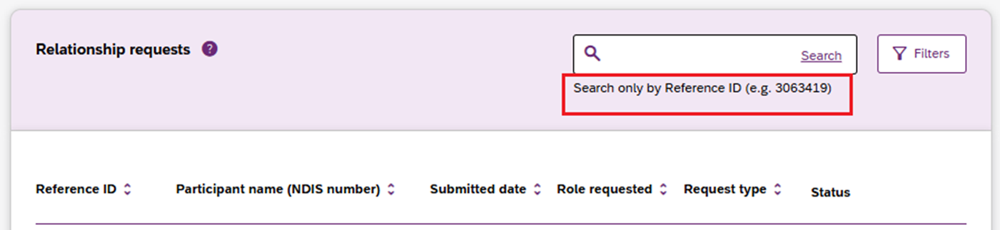 Relationship requests ?
Search
Filters
Search only by Reference ID (e.g. 3063419)
Reference ID Participant name (NDIS number) Submitted date Role requested Request type Status